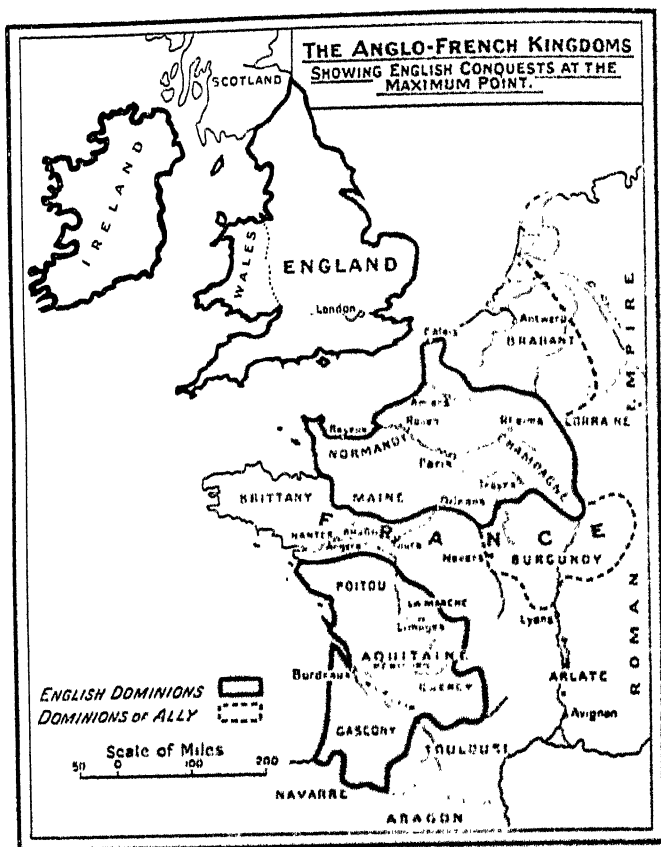 THE ANGLO-FRENCH KINGDOMS
SHOWING ENGLISH CONQUESTS AT THE
MAXIMUM POINT.
SCOTLAND
IRELAND
WALES
ENGLAND
London
Calais
Antwerp
BRABANT
EMPIRE
LORRAINE
Amiens
Rouen
Bayeux
NORMANDY
Rheims
CHAMPAGNE
Paris
Troyes
BRITTANY
MAINE
Orleans
FRANCE
NANTES
Angers
Tours
Nevers
BURGUNDY
POITOU
LA MARCHE
Limoges
Lyons
ROMAN
AQUITAINE
Burdeaux
QUERCY
ARLATE
Avignon
GASCONY
TOULOUSE
NAVARRE
ARAGON
ENGLISH DOMINIONS
DOMINIONS OF ALLY
Scale of Miles
50 0 100 200